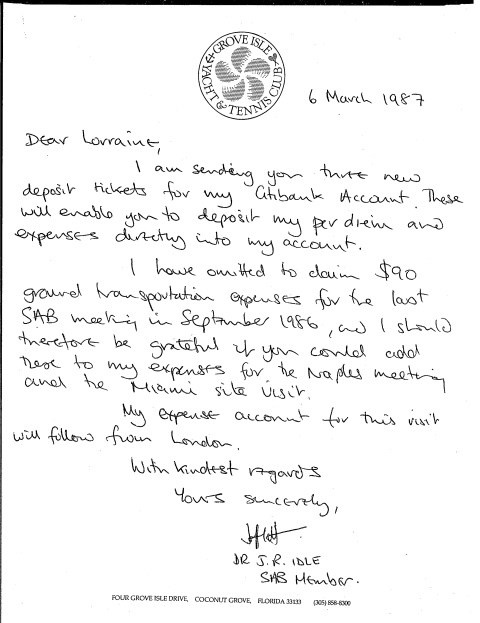 GROVE ISLE
YACHT & TENNIS CLUB
6 March 1987
Dear Lorraine,
I am sending you three new
deposit tickets for my Citibank Account. These
will enable you to deposit my per diem and
expenses directly into my account.
I have omitted to claim $90
ground transportation expenses for the last
SAB meeting in September 1986, and I should
therefore be grateful if you could add
these to my expenses for the Naples meeting
and the Miami site visit.
My expense account for this visit
will follow from London.
With kindest regards
Yours sincerely,
DR J.R. IDLE
SAB Member.
FOUR GROVE ISLE DRIVE, COCONUT GROVE, FLORIDA 33133 (305) 858-8300